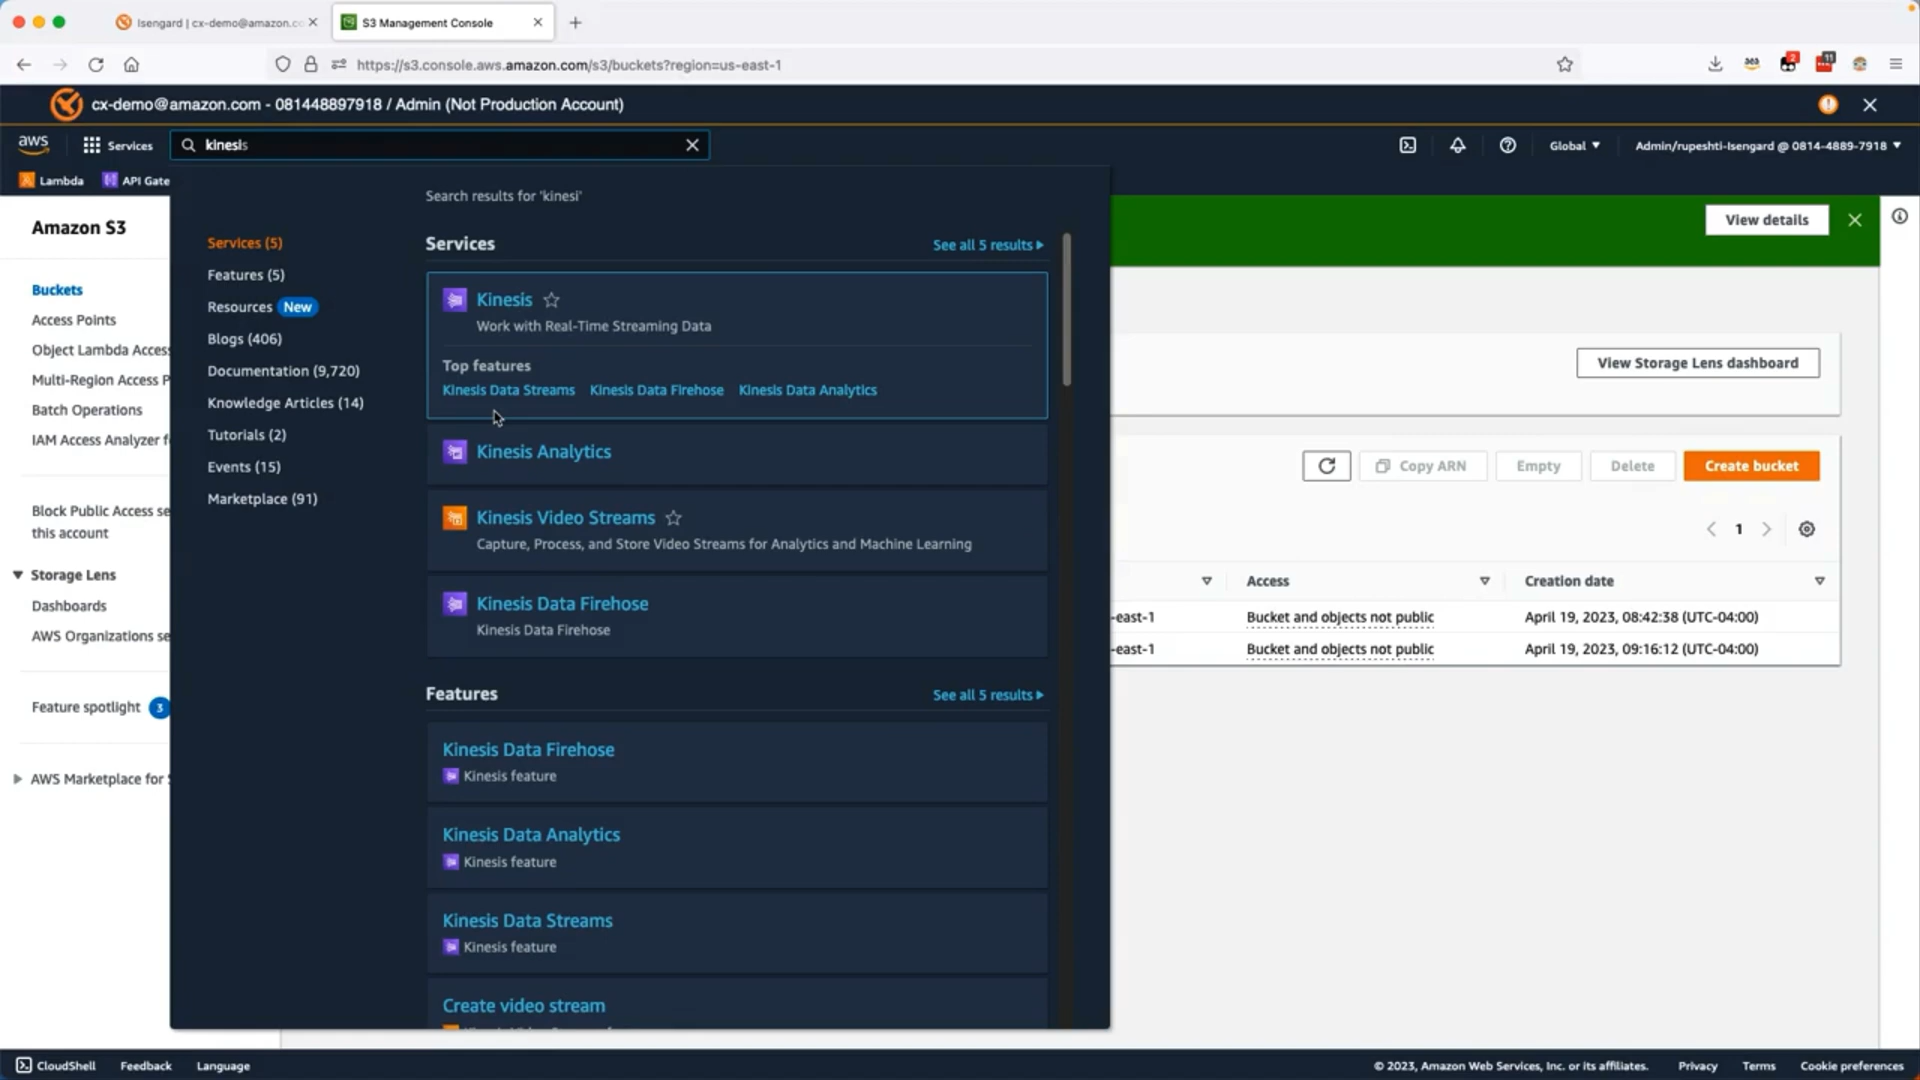 Isengard | cx-demo@amazon.c
S3 Management Console
https://s3.console.aws.amazon.com/s3/buckets?region=us-east-1
cx-demo@amazon.com - 081448897918 / Admin (Not Production Account)
aws
Services
kinesis
Global
Admin/rupeshti-Isengard @ 0814-4889-7918
Lambda
API Gate
Amazon S3
Buckets
Access Points
Object Lambda Acces
Multi-Region Access P
Batch Operations
IAM Access Analyzer f
Block Public Access se
this account
Storage Lens
Dashboards
AWS Organizations se
Feature spotlight 3
AWS Marketplace for
Search results for 'kinesi'
Services (5)
Features (5)
Resources New
Blogs (406)
Documentation (9,720)
Knowledge Articles (14)
Tutorials (2)
Events (15)
Marketplace (91)
Services
See all 5 results
Kinesis
Work with Real-Time Streaming Data
Top features
Kinesis Data Streams Kinesis Data Firehose Kinesis Data Analytics
Kinesis Analytics
Kinesis Video Streams
Capture, Process, and Store Video Streams for Analytics and Machine Learning
Kinesis Data Firehose
Kinesis Data Firehose
Features
See all 5 results
Kinesis Data Firehose
Kinesis feature
Kinesis Data Analytics
Kinesis feature
Kinesis Data Streams
Kinesis feature
Create video stream
View details
View Storage Lens dashboard
Copy ARN
Empty
Delete
Create bucket
1
Access
Creation date
-east-1 Bucket and objects not public April 19, 2023, 08:42:38 (UTC-04:00)
-east-1 Bucket and objects not public April 19, 2023, 09:16:12 (UTC-04:00)
CloudShell Feedback Language
© 2023, Amazon Web Services, Inc. or its affiliates. Privacy Terms Cookie preferences